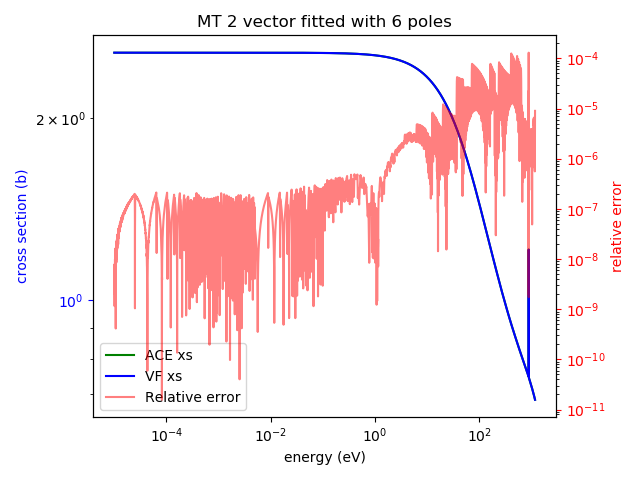 MT 2 vector fitted with 6 poles
cross section (b)
2 × 10⁰
10⁰
10⁻⁴
10⁻⁵
10⁻⁶
10⁻⁷
10⁻⁸
10⁻⁹
10⁻¹⁰
10⁻¹¹
relative error
ACE xs
VF xs
Relative error
10⁻⁴ 10⁻² 10⁰ 10²
energy (eV)